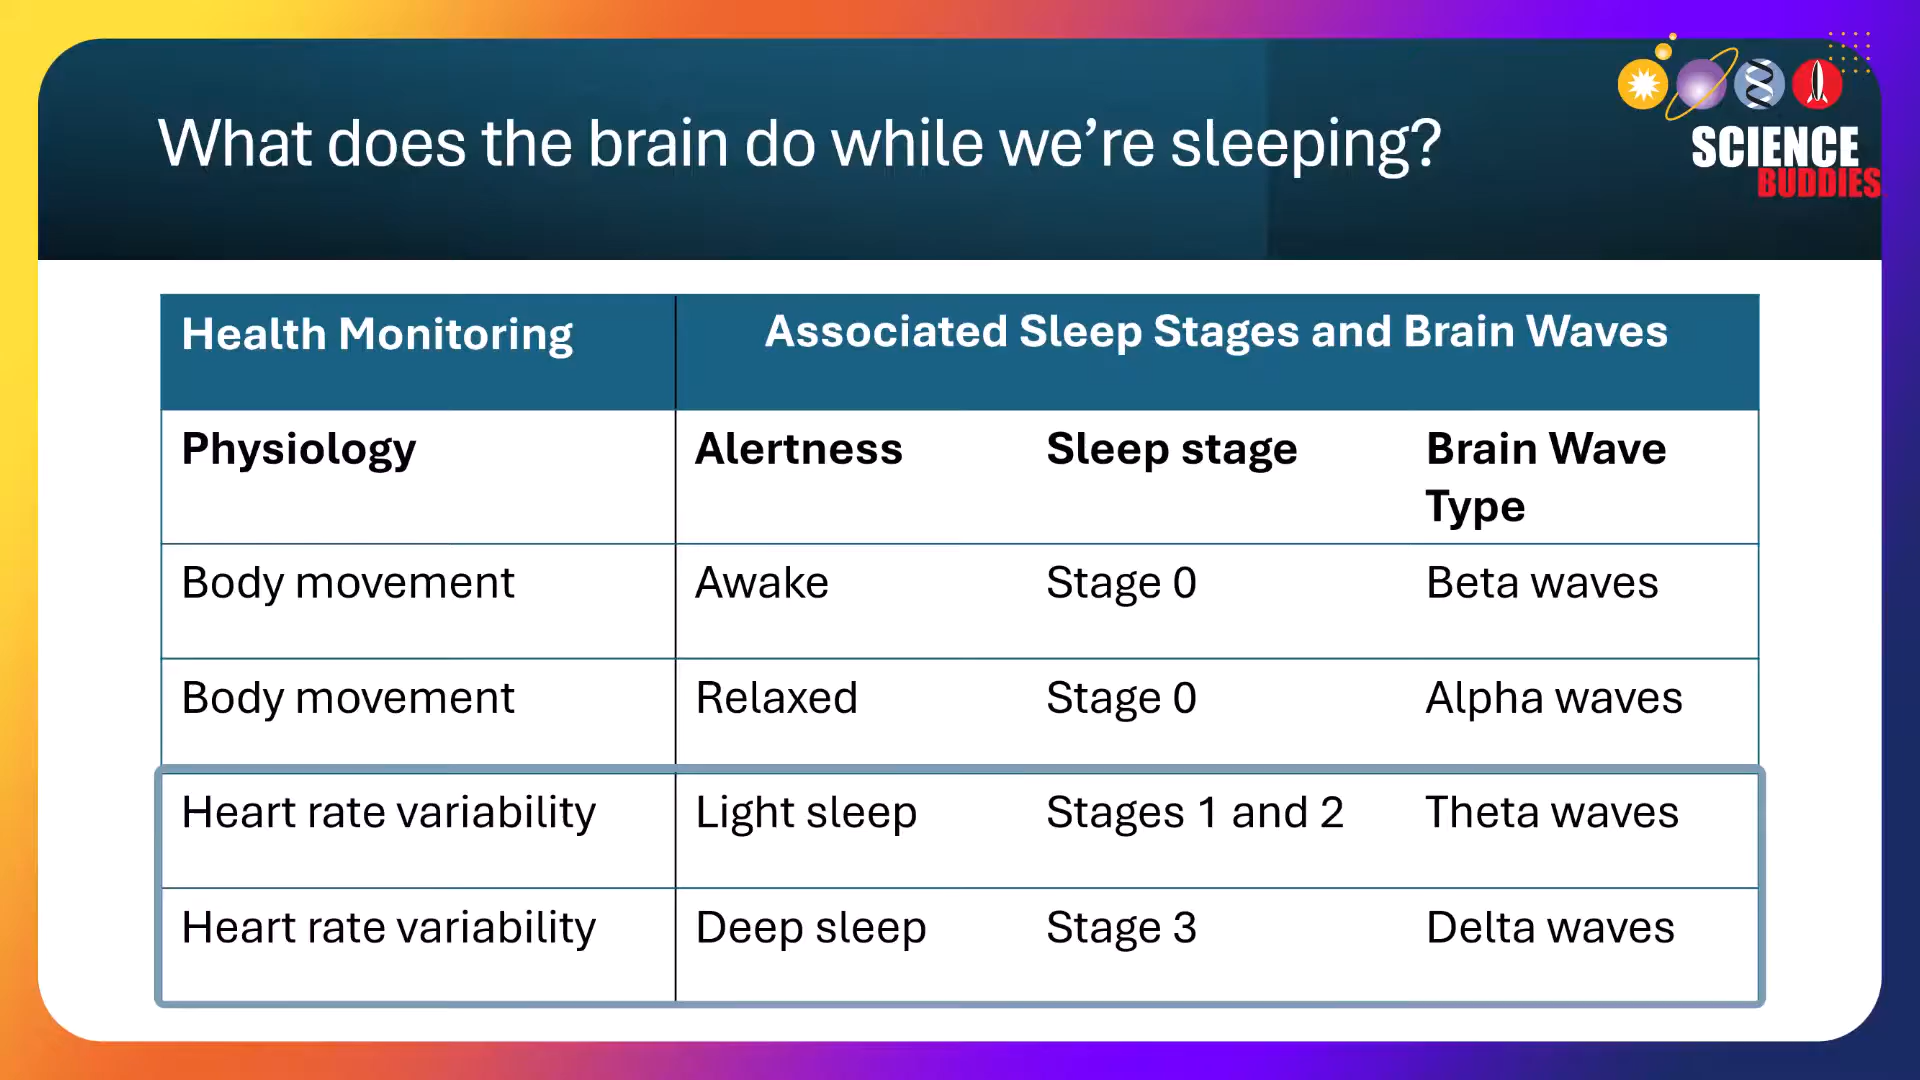 What does the brain do while we’re sleeping?
SCIENCE
BUDDIES
Health Monitoring Associated Sleep Stages and Brain Waves
Physiology Alertness Sleep stage Brain Wave
Type
Body movement Awake Stage 0 Beta waves
Body movement Relaxed Stage 0 Alpha waves
Heart rate variability Light sleep Stages 1 and 2 Theta waves
Heart rate variability Deep sleep Stage 3 Delta waves